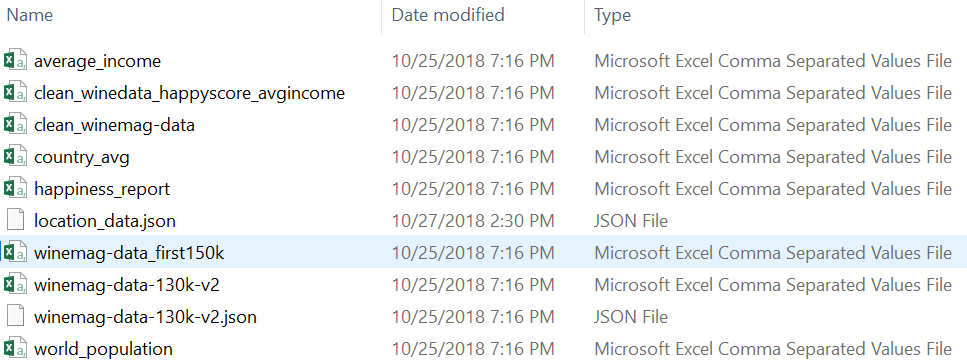 Name Date modified Type
average_income 10/25/2018 7:16 PM Microsoft Excel Comma Separated Values File
clean_winedata_happyscore_avgincome 10/25/2018 7:16 PM Microsoft Excel Comma Separated Values File
clean_winemag-data 10/25/2018 7:16 PM Microsoft Excel Comma Separated Values File
country_avg 10/25/2018 7:16 PM Microsoft Excel Comma Separated Values File
happiness_report 10/25/2018 7:16 PM Microsoft Excel Comma Separated Values File
location_data.json 10/27/2018 2:30 PM JSON File
winemag-data_first150k 10/25/2018 7:16 PM Microsoft Excel Comma Separated Values File
winemag-data-130k-v2 10/25/2018 7:16 PM Microsoft Excel Comma Separated Values File
winemag-data-130k-v2.json 10/25/2018 7:16 PM JSON File
world_population 10/25/2018 7:16 PM Microsoft Excel Comma Separated Values File